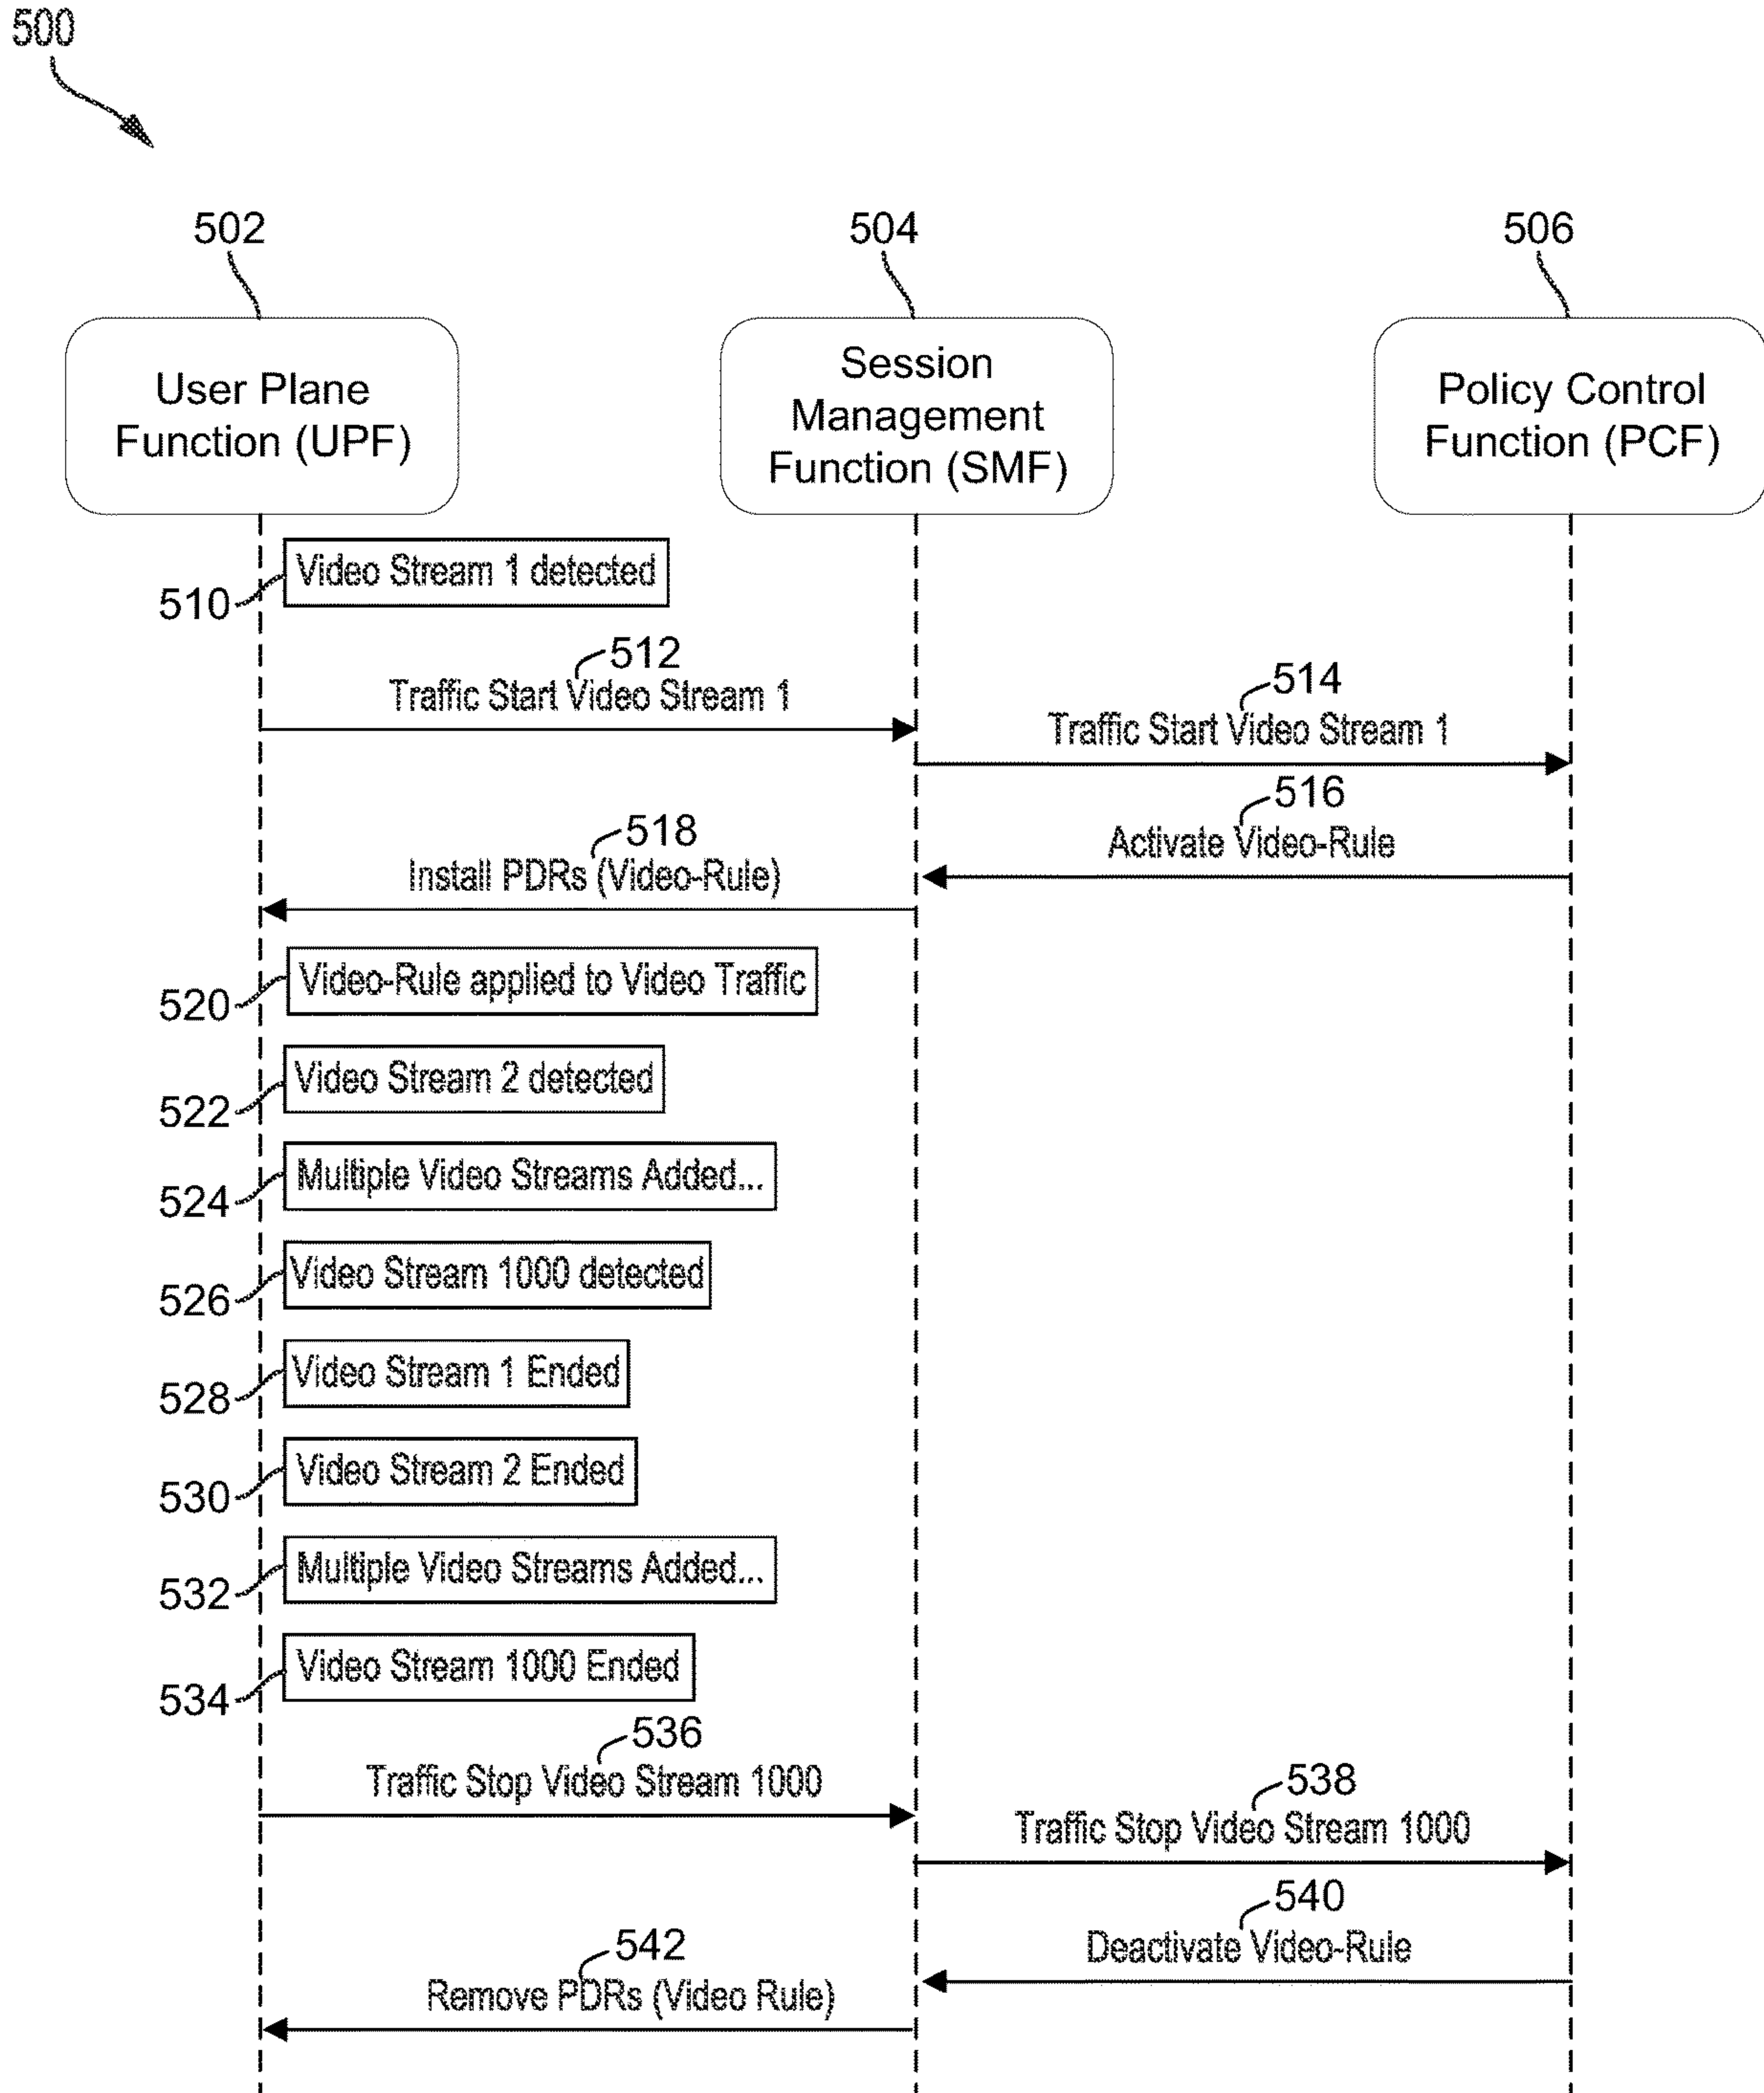 500
502
504
506
User Plane
Function (UPF)
Session
Management
Function (SMF)
Policy Control
Function (PCF)
Video Stream 1 detected
510
512
Traffic Start Video Stream 1
514
Traffic Start Video Stream 1
516
Activate Video-Rule
518
Install PDRs (Video-Rule)
Video-Rule applied to Video Traffic
520
Video Stream 2 detected
522
Multiple Video Streams Added...
524
Video Stream 1000 detected
526
Video Stream 1 Ended
528
Video Stream 2 Ended
530
Multiple Video Streams Added...
532
Video Stream 1000 Ended
534
536
Traffic Stop Video Stream 1000
538
Traffic Stop Video Stream 1000
540
Deactivate Video-Rule
542
Remove PDRs (Video Rule)